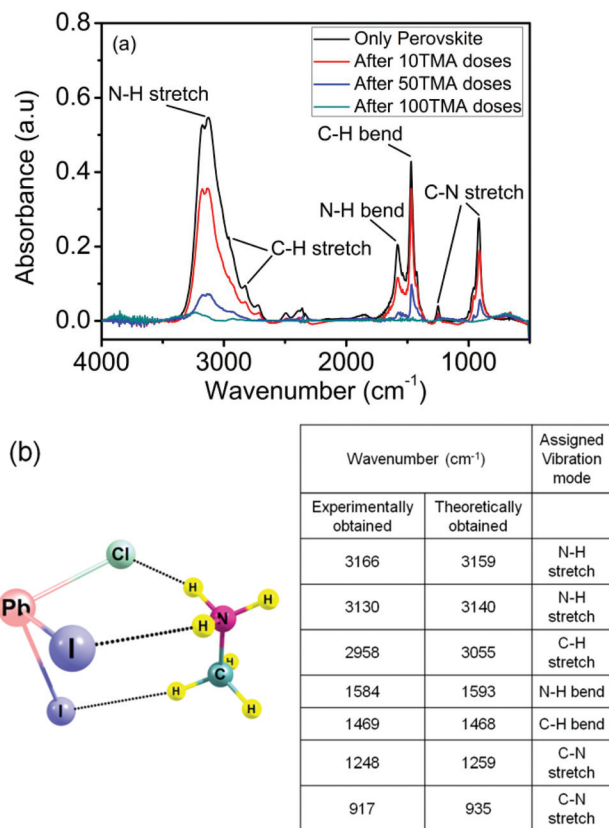 (a)
Only Perovskite
After 10TMA doses
After 50TMA doses
After 100TMA doses
N-H stretch
C-H stretch
C-H bend
N-H bend
C-N stretch
Absorbance (a.u)
0.8
0.6
0.4
0.2
0.0
4000 3000 2000 1000
Wavenumber (cm⁻¹)
(b)
Cl
Pb
I
I
H
H
H
N
H
C
H
H
Wavenumber (cm⁻¹) Assigned Vibration mode
Experimentally obtained Theoretically obtained
3166 3159 N-H stretch
3130 3140 N-H stretch
2958 3055 C-H stretch
1584 1593 N-H bend
1469 1468 C-H bend
1248 1259 C-N stretch
917 935 C-N stretch